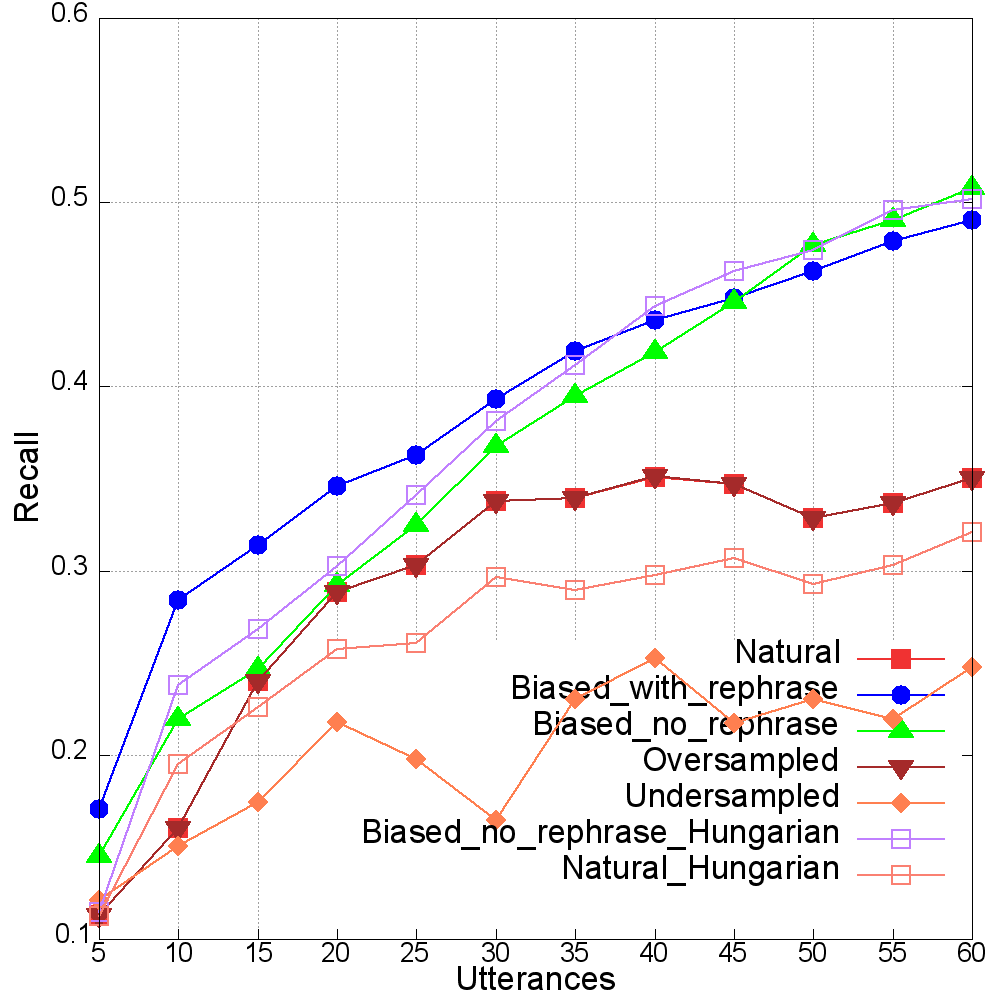 0.6
0.5
0.4
0.3
0.2
0.1
Recall
Natural
Biased_with_rephrase
Biased_no_rephrase
Oversampled
Undersampled
Biased_no_rephrase_Hungarian
Natural_Hungarian
5 10 15 20 25 30 35 40 45 50 55 60
Utterances